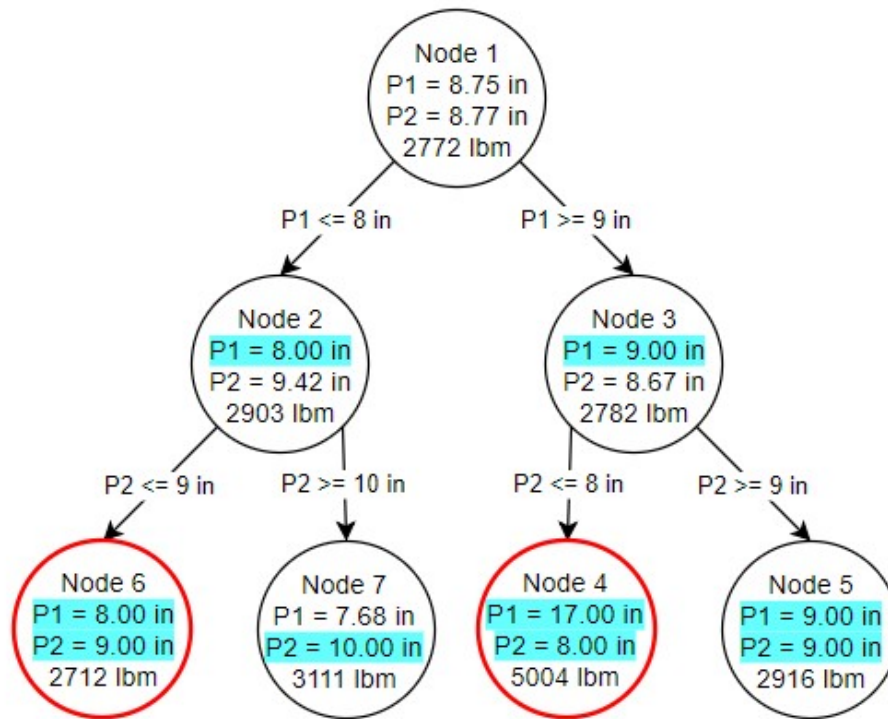 Node 1
P1 = 8.75 in
P2 = 8.77 in
2772 lbm
P1 <= 8 in
P1 >= 9 in
Node 2
P1 = 8.00 in
P2 = 9.42 in
2903 lbm
Node 3
P1 = 9.00 in
P2 = 8.67 in
2782 lbm
P2 <= 9 in
P2 >= 10 in
P2 <= 8 in
P2 >= 9 in
Node 6
P1 = 8.00 in
P2 = 9.00 in
2712 lbm
Node 7
P1 = 7.68 in
P2 = 10.00 in
3111 lbm
Node 4
P1 = 17.00 in
P2 = 8.00 in
5004 lbm
Node 5
P1 = 9.00 in
P2 = 9.00 in
2916 lbm